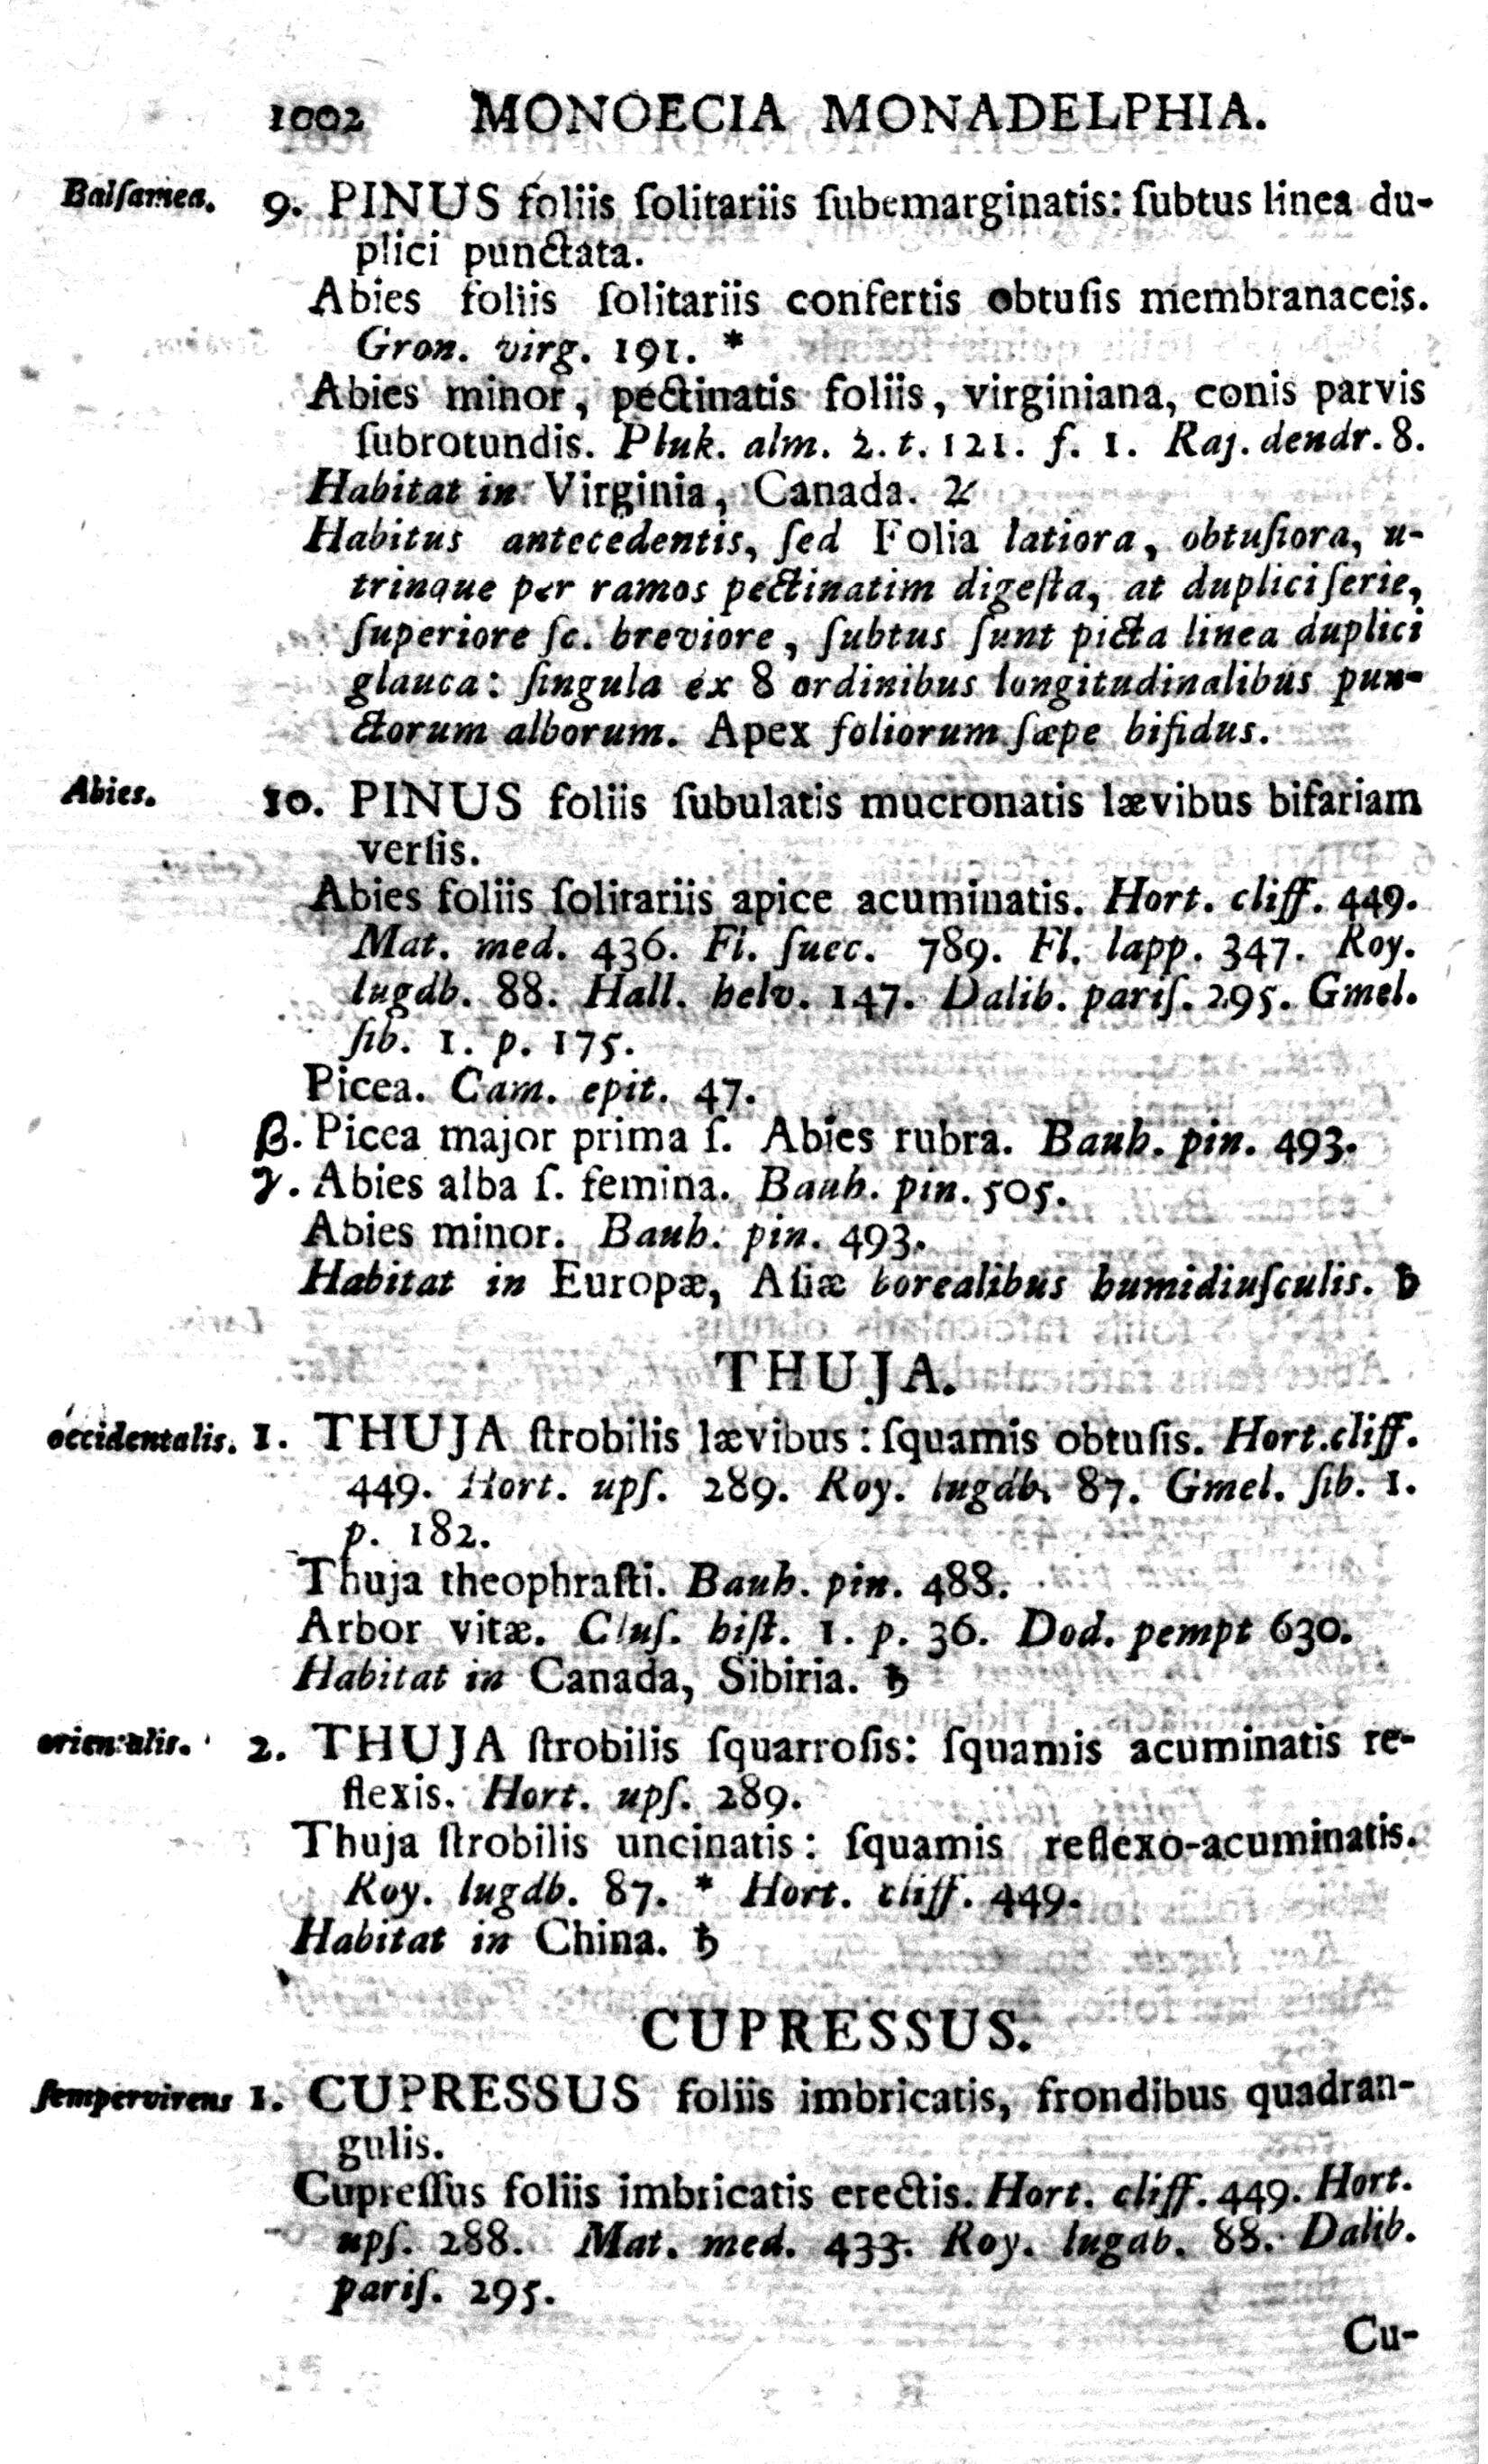 1002 MONOECIA MONADELPHIA.
Balſamea. 9. PINUS foliis ſolitariis ſubemarginatis: ſubtus linea du-
plici punctata.
Abies foliis ſolitariis confertis obtuſis membranaceis.
Gron. virg. 191. *
Abies minor, pectinatis foliis, virginiana, conis parvis
ſubrotundis. Pluk. alm. 2. t. 121. f. 1. Raj. dendr. 8.
Habitat in Virginia, Canada. ♃
Habitus antecedentis, ſed Folia latiora, obtuſiora, u-
trinque per ramos pectinatim digeſta, at duplici ſerie,
ſuperiore ſc. breviore, ſubtus ſunt picta linea duplici
glauca: ſingula ex 8 ordinibus longitudinalibus pun-
ctorum alborum. Apex foliorum ſæpe bifidus.
Abies. 10. PINUS foliis ſubulatis mucronatis lævibus bifariam
verſis.
Abies foliis ſolitariis apice acuminatis. Hort. cliff. 449.
Mat. med. 436. Fl. ſuec. 789. Fl. lapp. 347. Roy.
lugdb. 88. Hall. helv. 147. Dalib. pariſ. 295. Gmel.
ſib. 1. p. 175.
Picea. Cam. epit. 47.
β. Picea major prima ſ. Abies rubra. Bauh. pin. 493.
γ. Abies alba ſ. femina. Bauh. pin. 505.
Abies minor. Bauh. pin. 493.
Habitat in Europæ, Aſiæ borealibus humidiuſculis. ♄
THUJA.
occidentalis. 1. THUJA ſtrobilis lævibus: ſquamis obtuſis. Hort. cliff.
449. Hort. upſ. 289. Roy. lugdb. 87. Gmel. ſib. 1.
p. 182.
Thuja theophraſti. Bauh. pin. 488.
Arbor vitæ. Cluſ. hiſt. 1. p. 36. Dod. pempt 630.
Habitat in Canada, Sibiria. ♄
orientalis. 2. THUJA ſtrobilis ſquarroſis: ſquamis acuminatis re-
flexis. Hort. upſ. 289.
Thuja ſtrobilis uncinatis: ſquamis reflexo-acuminatis.
Roy. lugdb. 87. * Hort. cliff. 449.
Habitat in China. ♄
CUPRESSUS.
ſempervirens 1. CUPRESSUS foliis imbricatis, frondibus quadran-
gulis.
Cupreſſus foliis imbricatis erectis. Hort. cliff. 449. Hort.
upſ. 288. Mat. med. 433. Roy. lugdb. 88. Dalib.
pariſ. 295.
Cu-